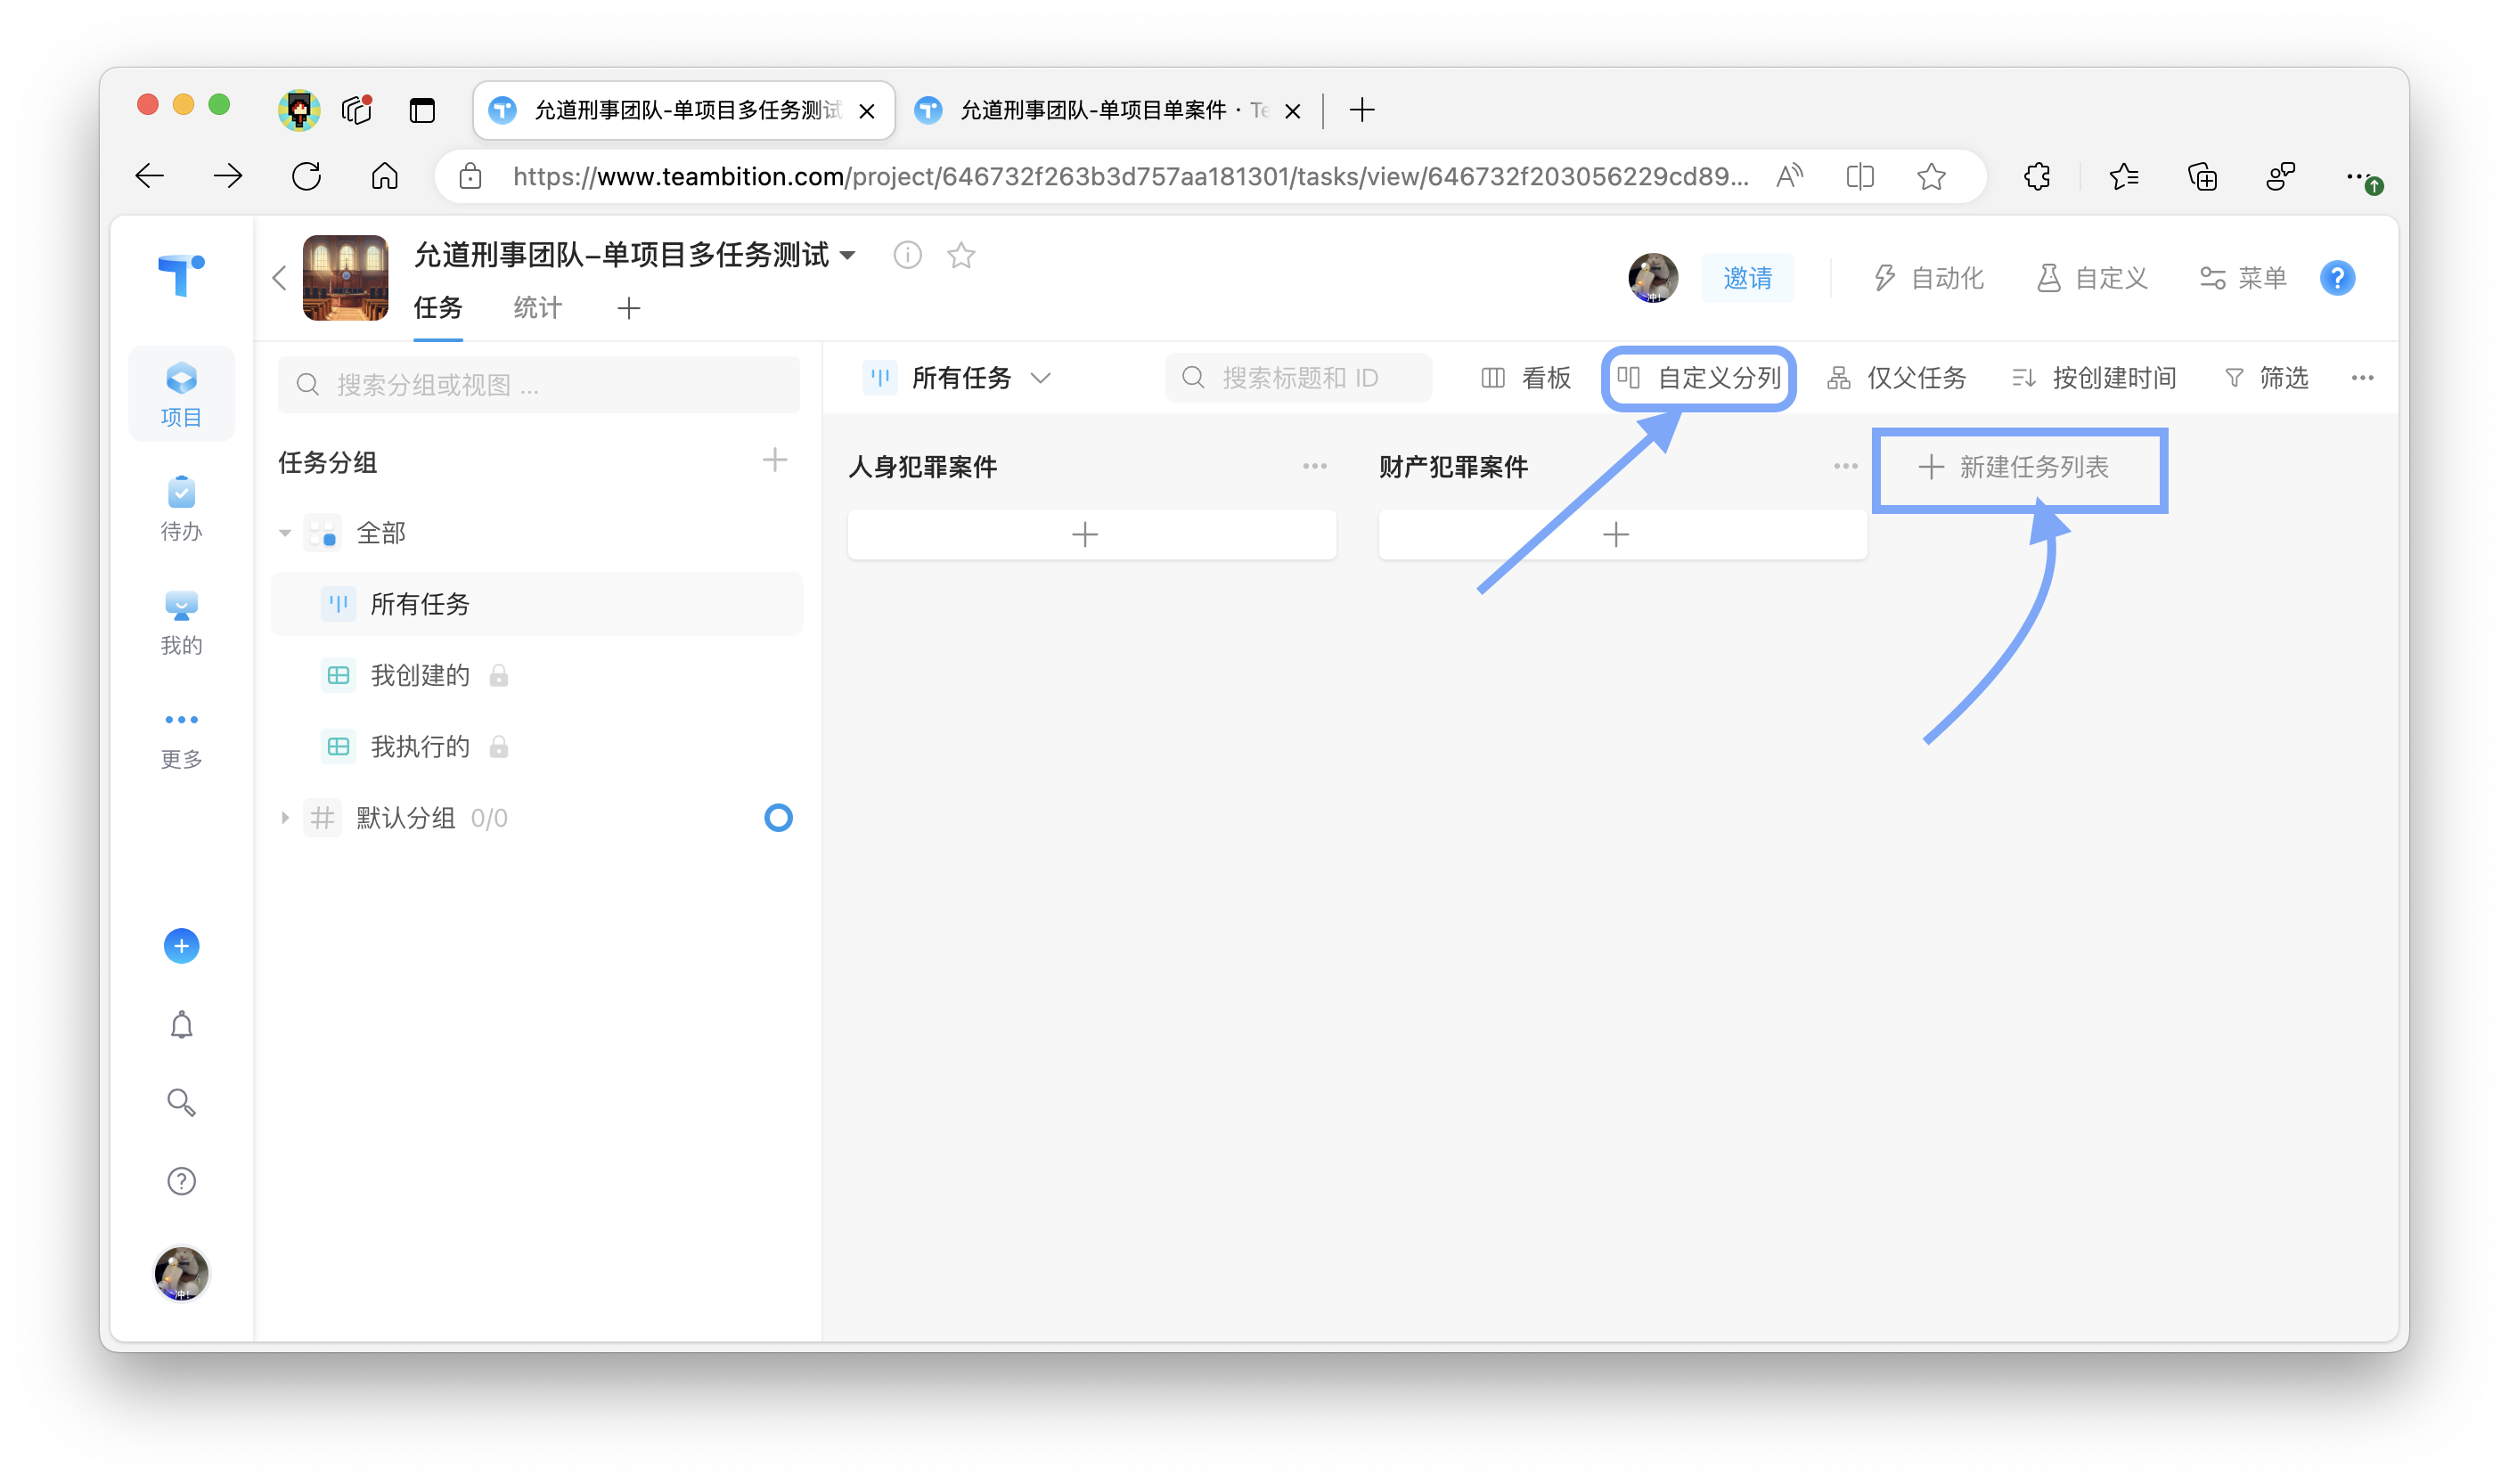 允道刑事团队-单项目多任务测试
允道刑事团队-单项目单案件 · Te
https://www.teambition.com/project/646732f263b3d757aa181301/tasks/view/646732f203056229cd89...
允道刑事团队-单项目多任务测试
任务 统计
邀请 自动化 自定义 菜单
项目
待办
我的
更多
搜索分组或视图 ...
任务分组
全部
所有任务
我创建的
我执行的
默认分组 0/0
所有任务 搜索标题和 ID 看板 自定义分列 仅父任务 按创建时间 筛选
人身犯罪案件 财产犯罪案件 新建任务列表
冲!
冲!